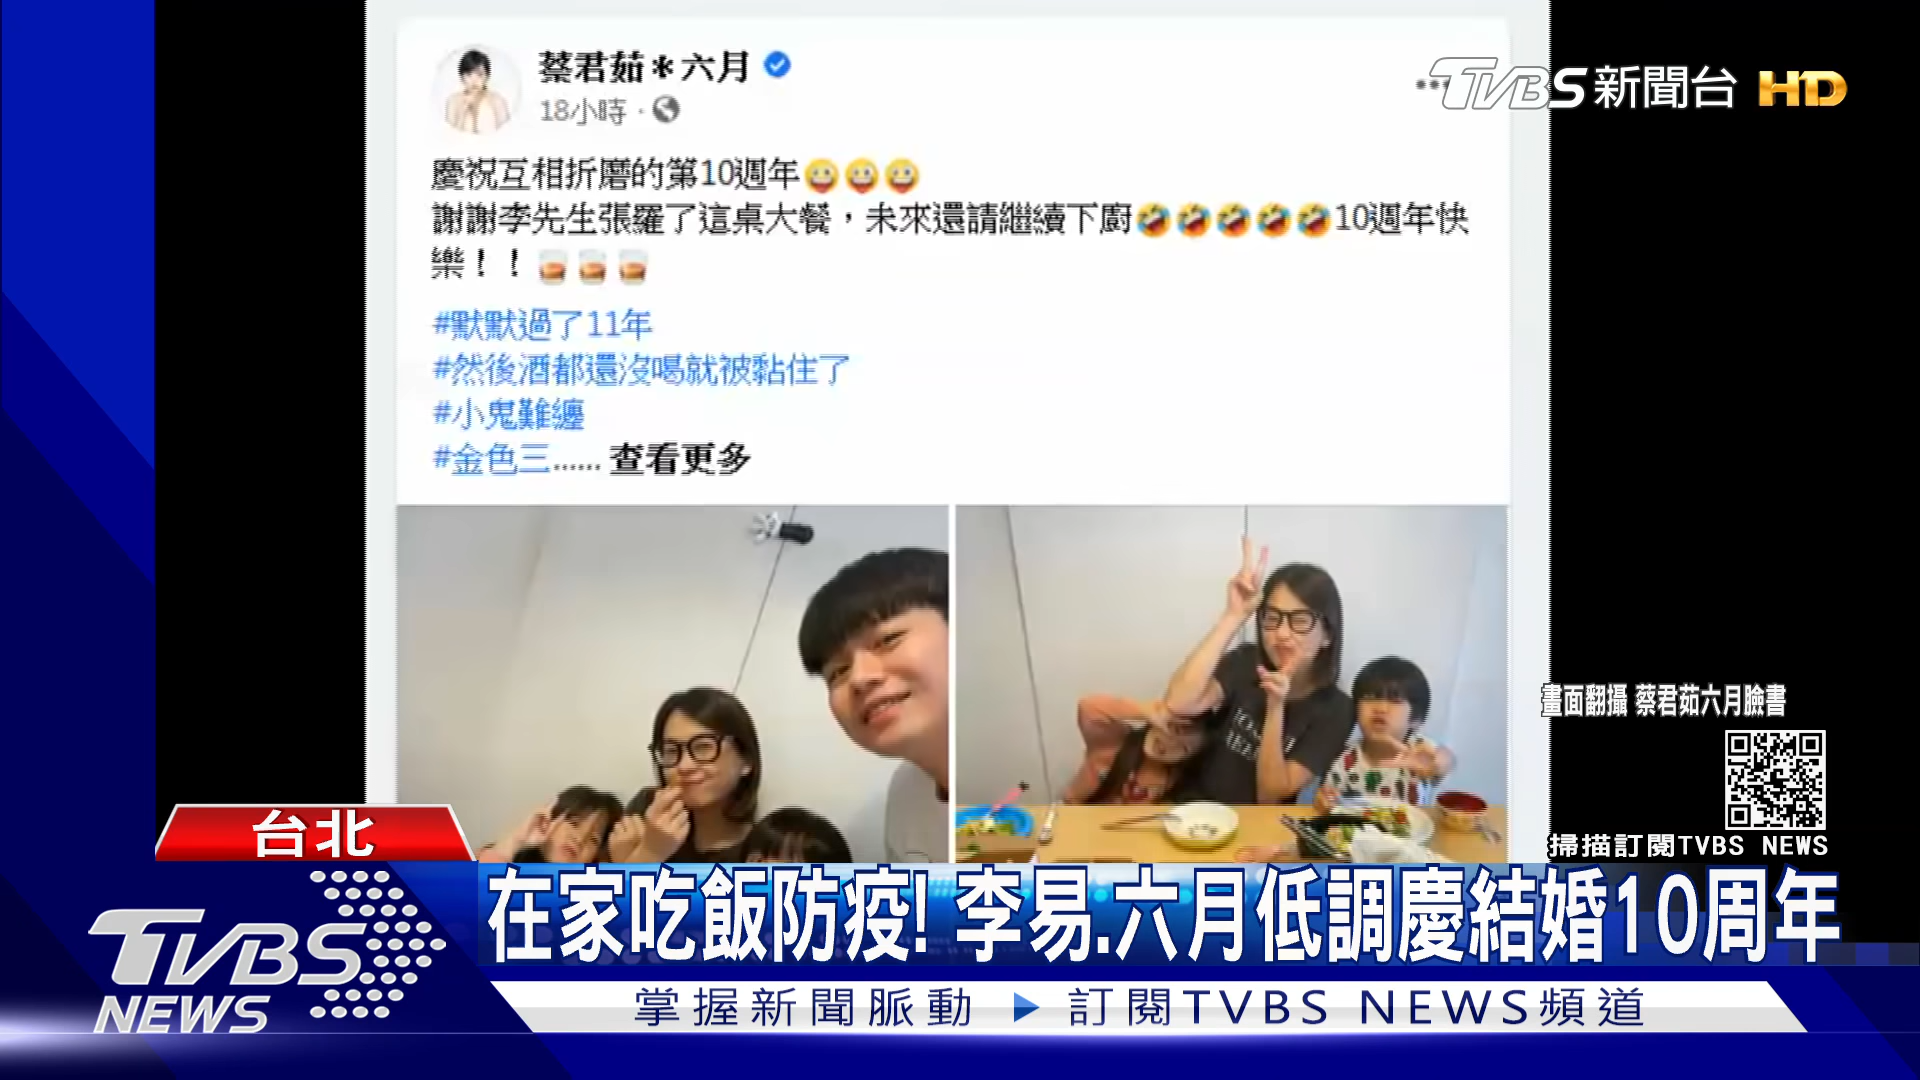 蔡君茹＊六月
18小時
TVBS新聞台 HD
慶祝互相折磨的第10週年😀😀😀
謝謝李先生張羅了這桌大餐，未來還請繼續下廚🤣🤣🤣🤣🤣10週年快
樂！！🥃🥃🥃
#默默過了11年
#然後酒都還沒喝就被黏住了
#小鬼難纏
#金色三...... 查看更多
畫面翻攝 蔡君茹六月臉書
掃描訂閱TVBS NEWS
台北
在家吃飯防疫! 李易.六月低調慶結婚10周年
TVBS
NEWS
掌握新聞脈動 ▶ 訂閱TVBS NEWS頻道